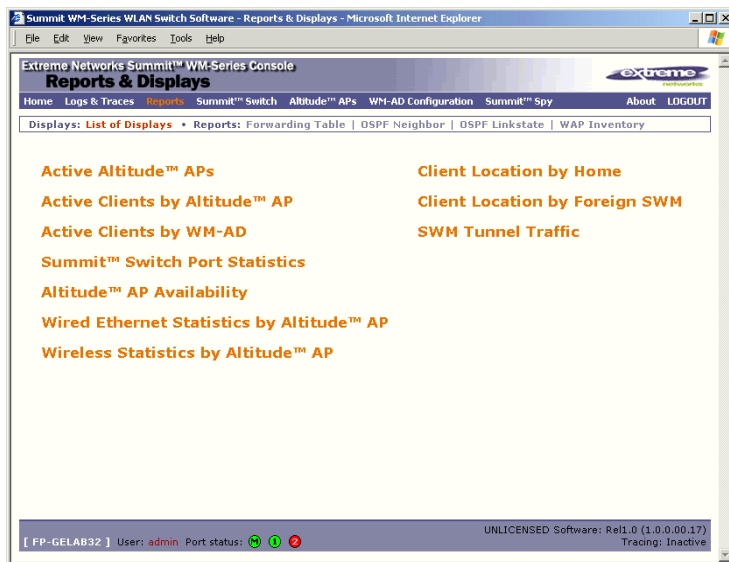 Summit WM-Series WLAN Switch Software - Reports & Displays - Microsoft Internet Explorer
File Edit View Favorites Tools Help
Extreme Networks Summit™ WM-Series Console
Reports & Displays
extreme networks
Home Logs & Traces Reports Summit™ Switch Altitude™ APs WM-AD Configuration Summit™ Spy About LOGOUT
Displays: List of Displays • Reports: Forwarding Table | OSPF Neighbor | OSPF Linkstate | WAP Inventory
Active Altitude™ APs
Active Clients by Altitude™ AP
Active Clients by WM-AD
Summit™ Switch Port Statistics
Altitude™ AP Availability
Wired Ethernet Statistics by Altitude™ AP
Wireless Statistics by Altitude™ AP
Client Location by Home
Client Location by Foreign SWM
SWM Tunnel Traffic
UNLICENSED Software: Rel1.0 (1.0.0.00.17)
[ FP-GELAB32 ] User: admin Port status: M 1 2 Tracing: Inactive